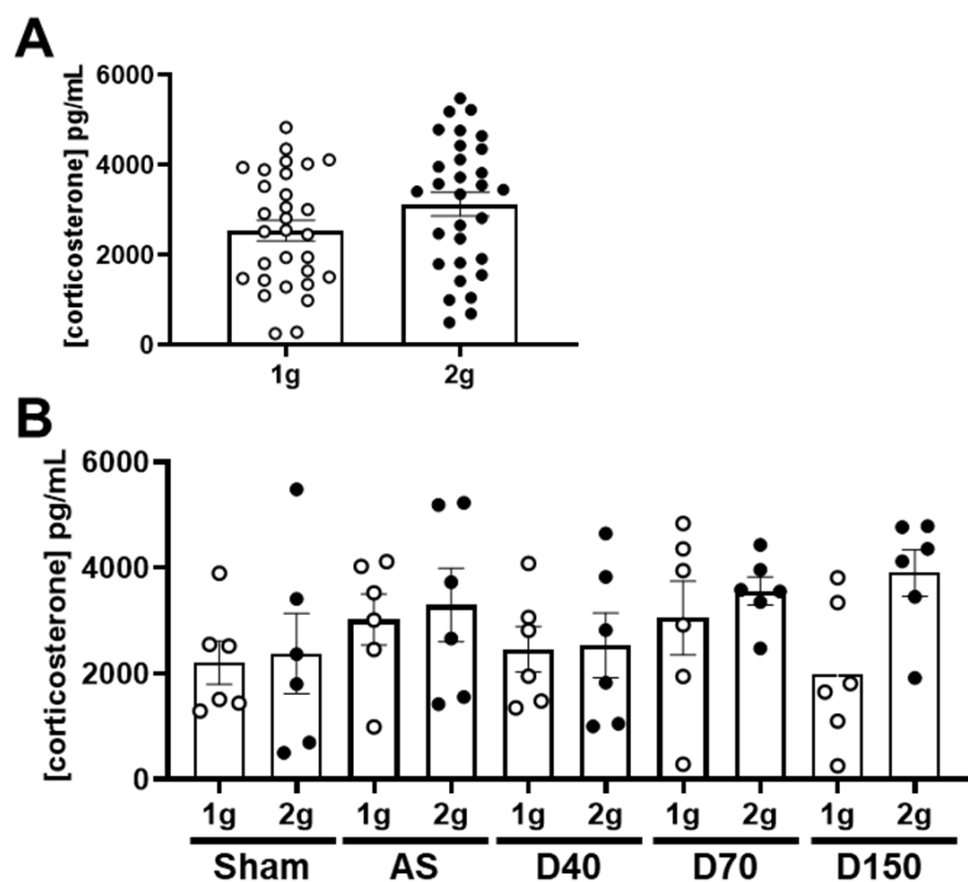 A
[corticosterone] pg/mL
6000
4000
2000
0
1g 2g
B
[corticosterone] pg/mL
6000
4000
2000
0
1g 2g 1g 2g 1g 2g 1g 2g 1g 2g
Sham AS D40 D70 D150